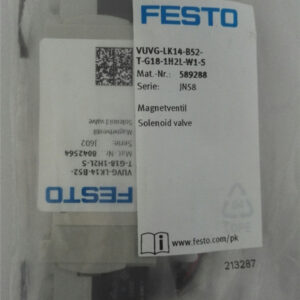 FESTO
VUVG-LK14-B52-
T-G18-1H2L-W1-S
Mat.-Nr.: 589288
Serie: JN58
Magnetventil
Solenoid valve
www.festo.com/pk
213287
FESTO
VUVG-LK14-B52-
T-G18-1H2L-S
Mat.-Nr. 8042564
Serie: J602
Magnetventil
Solenoid valve